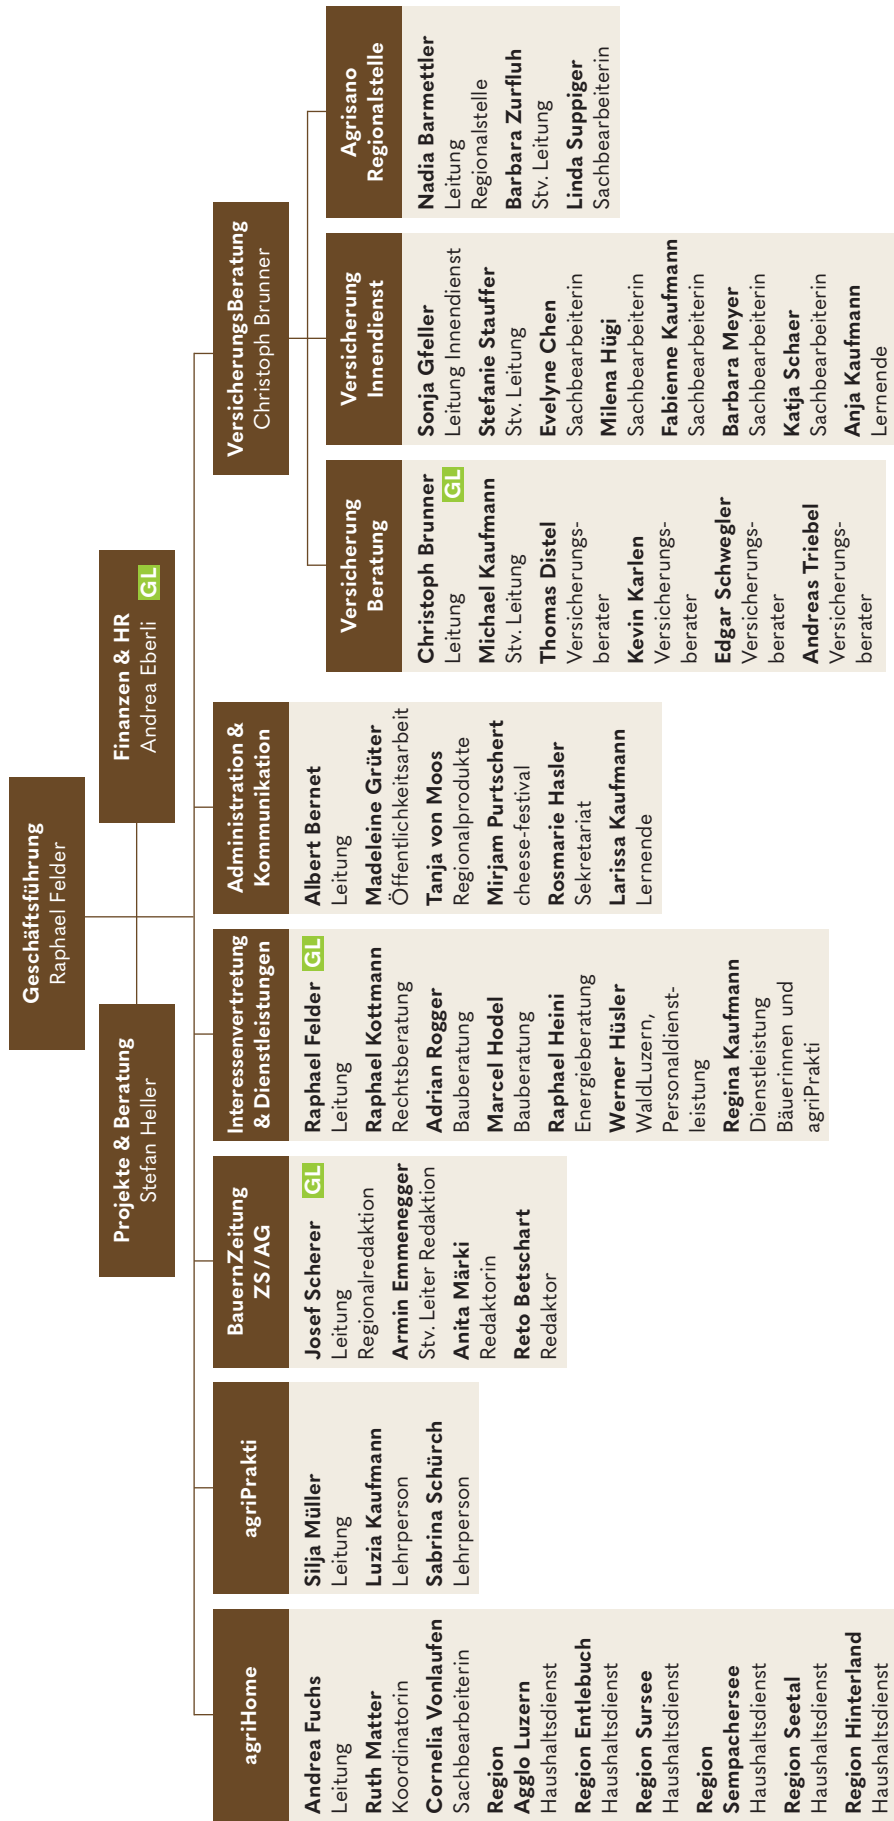 Geschäftsführung
Raphael Felder
Projekte & Beratung
Stefan Heller
Finanzen & HR
Andrea Eberli
GL
agriHome
Andrea Fuchs
Leitung
Ruth Matter
Koordinatorin
Cornelia Vonlaufen
Sachbearbeiterin
Region
Agglo Luzern
Haushaltsdienst
Region Entlebuch
Haushaltsdienst
Region Sursee
Haushaltsdienst
Region
Sempachersee
Haushaltsdienst
Region Seetal
Haushaltsdienst
Region Hinterland
Haushaltsdienst
agriPrakti
Silja Müller
Leitung
Luzia Kaufmann
Lehrperson
Sabrina Schürch
Lehrperson
BauernZeitung
ZS/AG
Josef Scherer GL
Leitung
Regionalredaktion
Armin Emmenegger
Stv. Leiter Redaktion
Anita Märki
Redaktorin
Reto Betschart
Redaktor
Interessenvertretung
& Dienstleistungen
Raphael Felder GL
Leitung
Raphael Kottmann
Rechtsberatung
Adrian Rogger
Bauberatung
Marcel Hodel
Bauberatung
Raphael Heini
Energieberatung
Werner Hüsler
WaldLuzern,
Personaldienst-
leistung
Regina Kaufmann
Dienstleistung
Bäuerinnen und
agriPrakti
Administration &
Kommunikation
Albert Bernet
Leitung
Madeleine Grüter
Öffentlichkeitsarbeit
Tanja von Moos
Regionalprodukte
Mirjam Purtschert
cheese-festival
Rosmarie Hasler
Sekretariat
Larissa Kaufmann
Lernende
VersicherungsBeratung
Christoph Brunner
Versicherung
Beratung
Christoph Brunner
Leitung GL
Michael Kaufmann
Stv. Leitung
Thomas Distel
Versicherungs-
berater
Kevin Karlen
Versicherungs-
berater
Edgar Schwegler
Versicherungs-
berater
Andreas Triebel
Versicherungs-
berater
Versicherung
Innendienst
Sonja Gfeller
Leitung Innendienst
Stefanie Stauffer
Stv. Leitung
Evelyne Chen
Sachbearbeiterin
Milena Hügi
Sachbearbeiterin
Fabienne Kaufmann
Sachbearbeiterin
Barbara Meyer
Sachbearbeiterin
Katja Schaer
Sachbearbeiterin
Anja Kaufmann
Lernende
Agrisano
Regionalstelle
Nadia Barmettler
Leitung
Regionalstelle
Barbara Zurfluh
Stv. Leitung
Linda Suppiger
Sachbearbeiterin